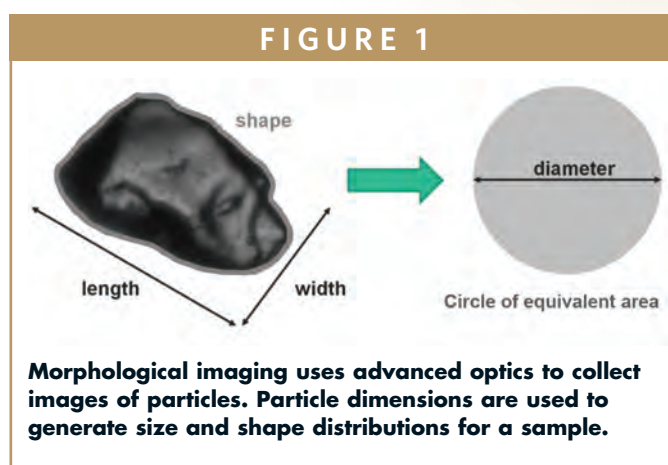 FIGURE 1
shape
diameter
length
width
Circle of equivalent area
Morphological imaging uses advanced optics to collect
images of particles. Particle dimensions are used to
generate size and shape distributions for a sample.